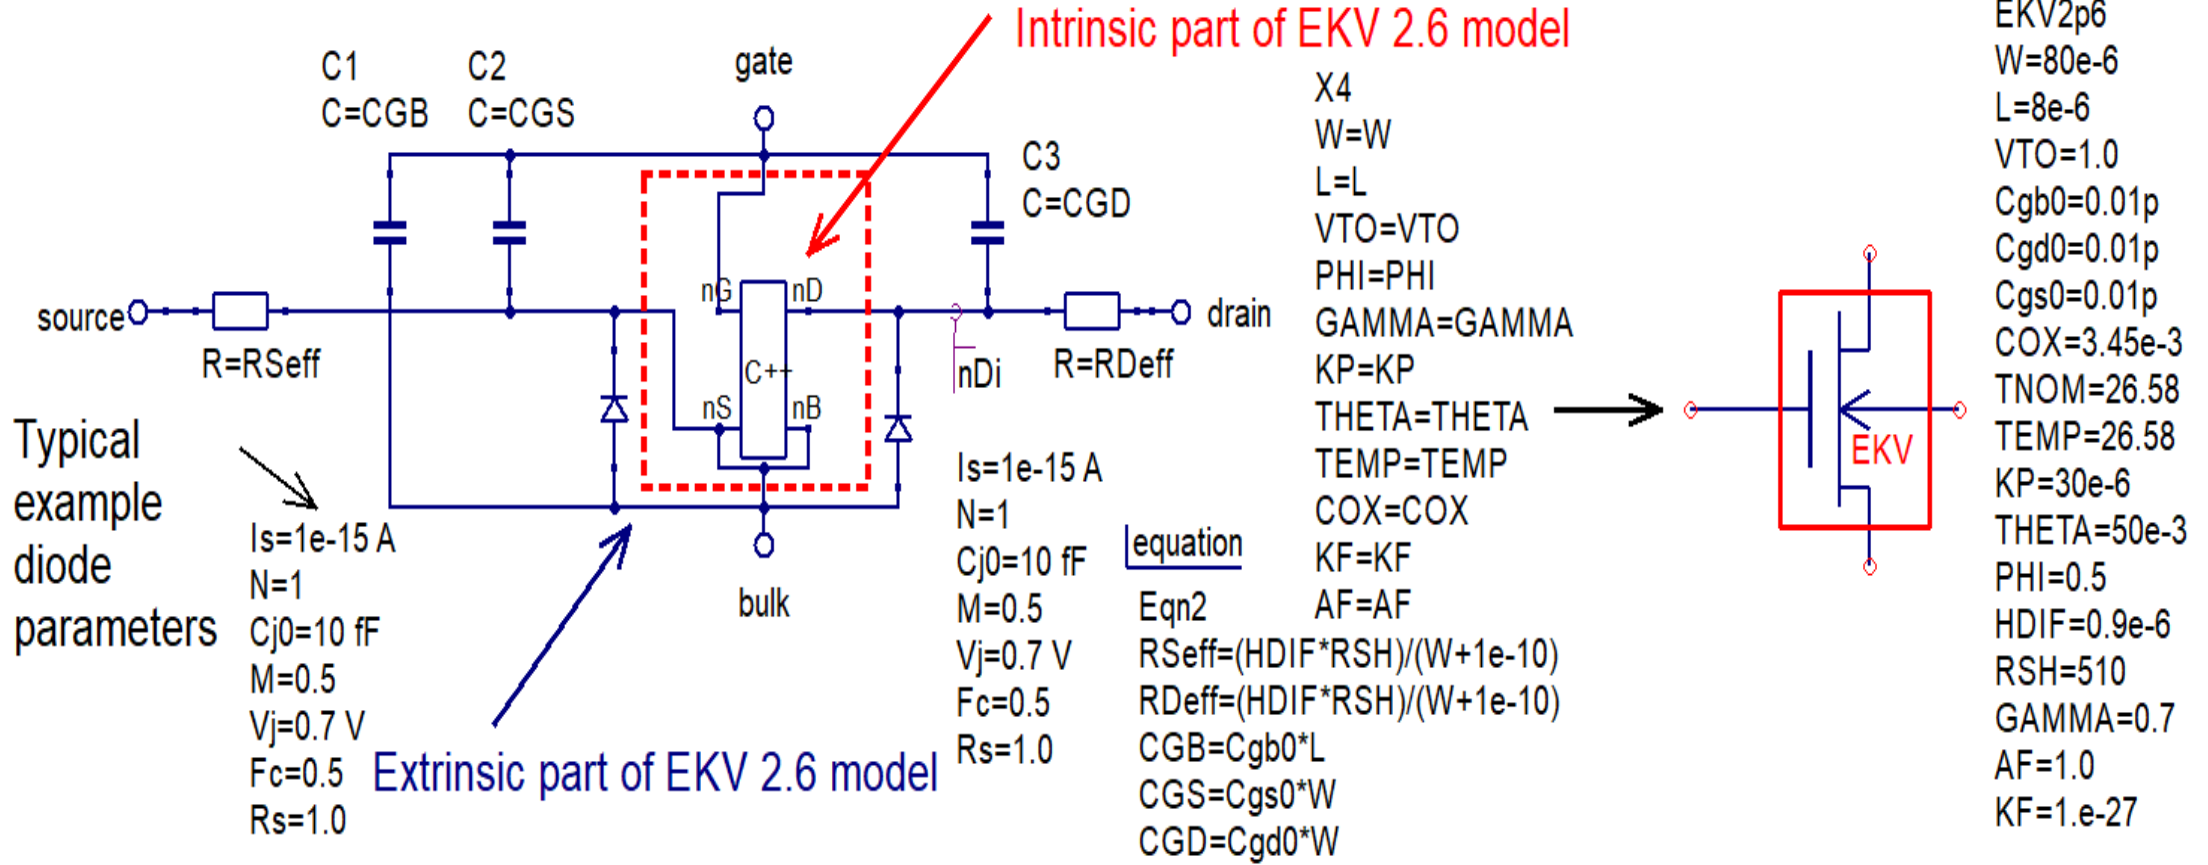 Intrinsic part of EKV 2.6 model
C1
C=CGB
C2
C=CGS
gate
C3
C=CGD
source
R=RSeff
nG
nD
C++
nS
nB
nDi
R=RDeff
drain
bulk
Typical
example
diode
parameters
Is=1e-15 A
N=1
Cj0=10 fF
M=0.5
Vj=0.7 V
Fc=0.5
Rs=1.0
Extrinsic part of EKV 2.6 model
Is=1e-15 A
N=1
Cj0=10 fF
M=0.5
Vj=0.7 V
Fc=0.5
Rs=1.0
equation
Eqn2
RSeff=(HDIF*RSH)/(W+1e-10)
RDeff=(HDIF*RSH)/(W+1e-10)
CGB=Cgb0*L
CGS=Cgs0*W
CGD=Cgd0*W
X4
W=W
L=L
VTO=VTO
PHI=PHI
GAMMA=GAMMA
KP=KP
THETA=THETA
TEMP=TEMP
COX=COX
KF=KF
AF=AF
EKV
EKV2p6
W=80e-6
L=8e-6
VTO=1.0
Cgb0=0.01p
Cgd0=0.01p
Cgs0=0.01p
COX=3.45e-3
TNOM=26.58
TEMP=26.58
KP=30e-6
THETA=50e-3
PHI=0.5
HDIF=0.9e-6
RSH=510
GAMMA=0.7
AF=1.0
KF=1.e-27